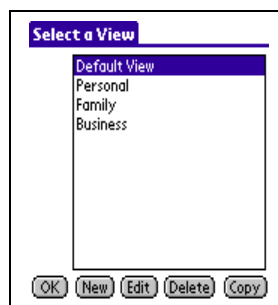 Select a View
Default View
Personal
Family
Business
OK New Edit Delete Copy